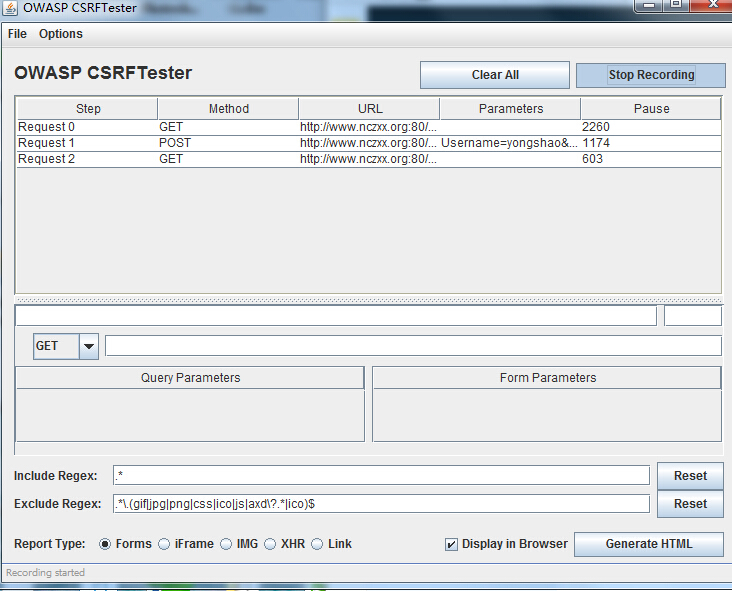 OWASP CSRFTester
File Options
OWASP CSRFTester Clear All Stop Recording
Step Method URL Parameters Pause
Request 0 GET http://www.nczxx.org:80/... 2260
Request 1 POST http://www.nczxx.org:80/... Username=yongshao&... 1174
Request 2 GET http://www.nczxx.org:80/... 603
GET
Query Parameters Form Parameters
Include Regex: .* Reset
Exclude Regex: .*\.(gif|jpg|png|css|ico|js|axd\?.*|ico)$ Reset
Report Type: Forms iFrame IMG XHR Link Display in Browser Generate HTML
Recording started